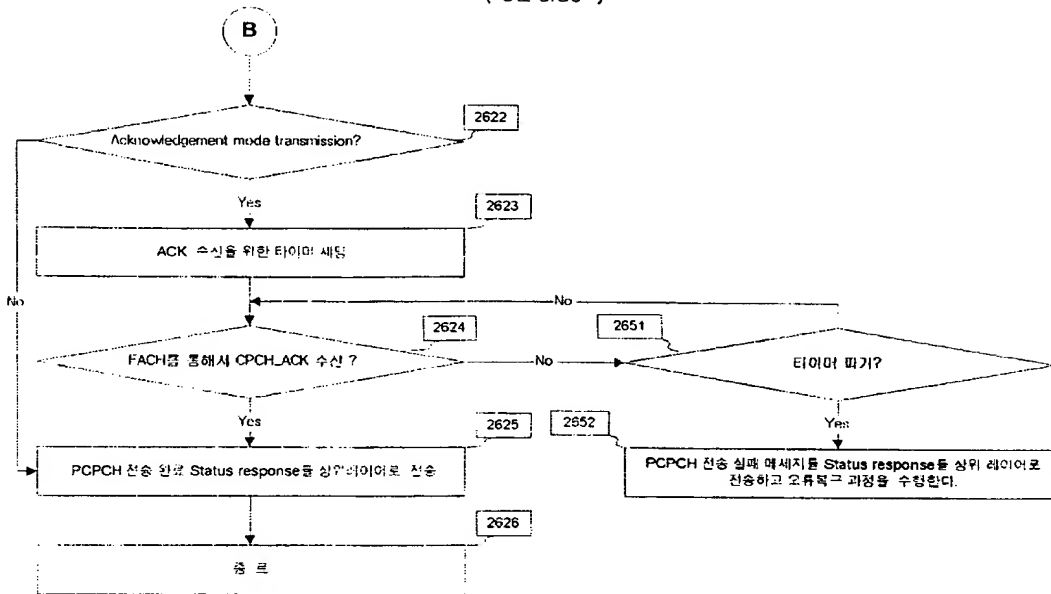 B
2622
Acknowledgement mode transmission?
Yes
2623
ACK 수신을 위한 타이머 세팅
No
No
2624
2651
FACH를 통해서 CPCH_ACK 수신 ?
No
타이머
Yes
Yes
2625
2652
PCPCH 전송 완료 Status response를 상위레이어로 전송
PCPCH 전송 실패 메세지를 Status response를 상위 레이어로
전송하고 오류복구 과정을 수행한다.
2626
종 료